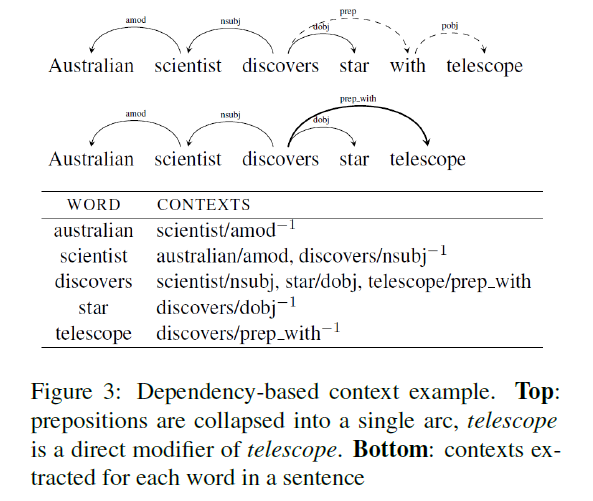 prep
amod nsubj dobj pobj
Australian scientist discovers star with telescope
prep_with
amod nsubj dobj
Australian scientist discovers star telescope
WORD CONTEXTS
australian scientist/amod⁻¹
scientist australian/amod, discovers/nsubj⁻¹
discovers scientist/nsubj, star/dobj, telescope/prep_with
star discovers/dobj⁻¹
telescope discovers/prep_with⁻¹
Figure 3: Dependency-based context example. Top:
prepositions are collapsed into a single arc, telescope
is a direct modifier of telescope. Bottom: contexts ex-
tracted for each word in a sentence